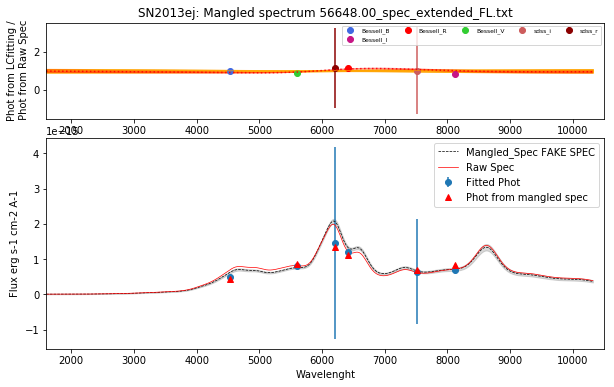 SN2013ej: Mangled spectrum 56648.00_spec_extended_FL.txt
Phot from LCfitting /
Phot from Raw Spec
2
0
Bessell_B
Bessell_R
Bessell_V
sdss_i
sdss_r
Bessell_I
2000 3000 4000 5000 6000 7000 8000 9000 10000
Flux erg s-1 cm-2 A-1
4
3
2
1
0
−1
Mangled_Spec FAKE SPEC
Raw Spec
Fitted Phot
Phot from mangled spec
2000 3000 4000 5000 6000 7000 8000 9000 10000
Wavelenght